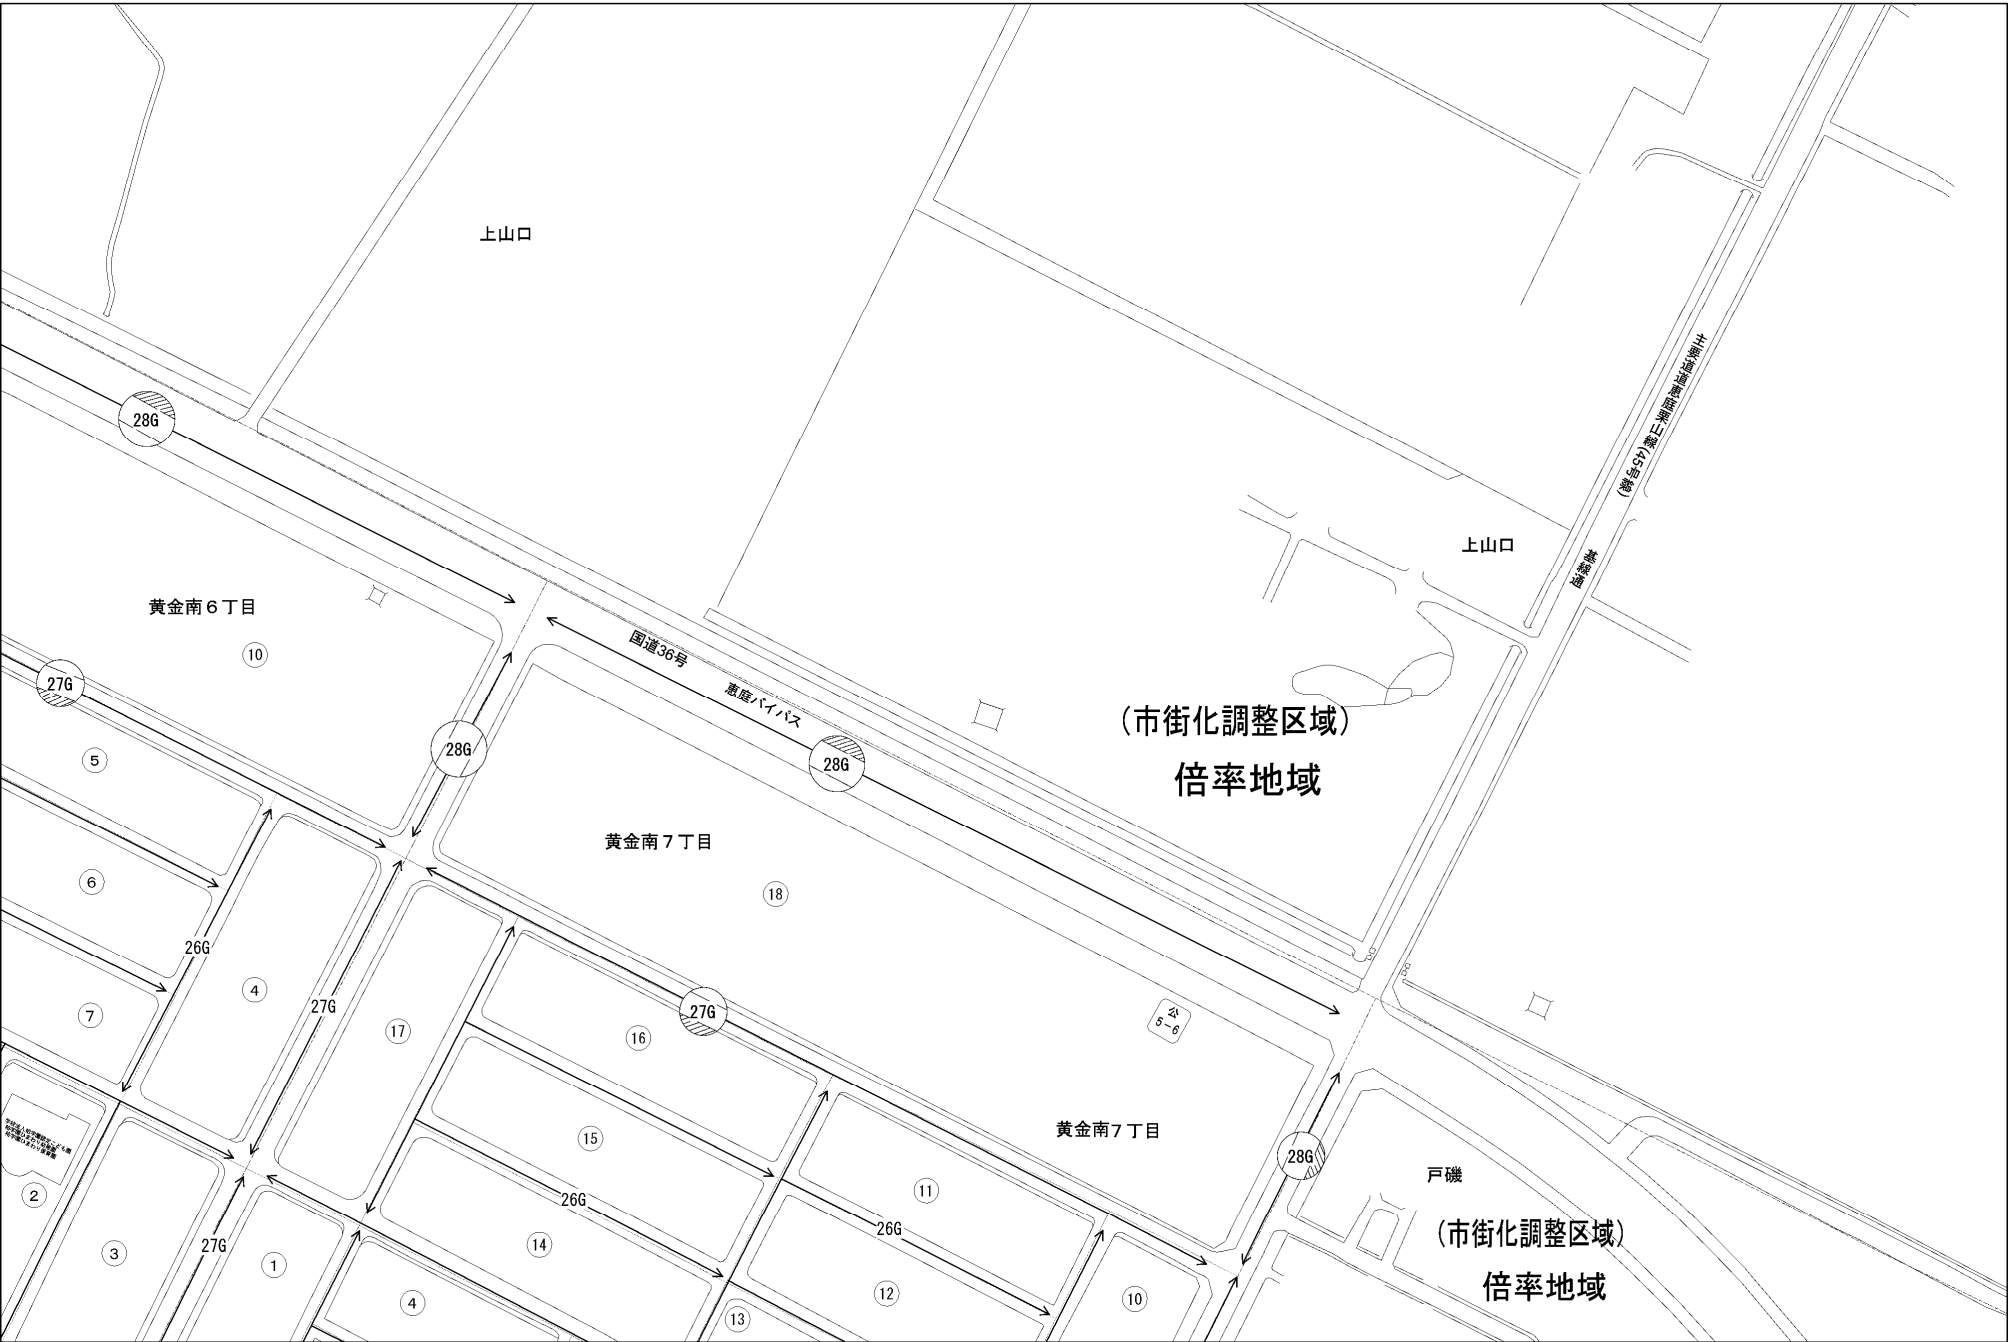 上山口
主要道道恵庭栗山線(45号線)
28G
上山口
基線通
黄金南６丁目
10
国道36号
27G
恵庭バイパス
(市街化調整区域)
倍率地域
28G
5
28G
黄金南７丁目
6
18
26G
4
27G
7
17
16
27G
公
5-6
15
黄金南７丁目
28G
戸磯
2
11
26G
26G
(市街化調整区域)
倍率地域
3
27G
14
1
4
12
10
13